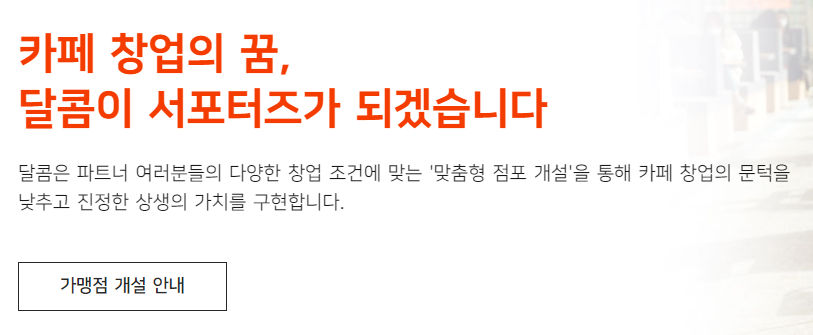 카페 창업의 꿈,
달콤이 서포터즈가 되겠습니다
달콤은 파트너 여러분들의 다양한 창업 조건에 맞는 '맞춤형 점포 개설'을 통해 카페 창업의 문턱을
낮추고 진정한 상생의 가치를 구현합니다.
가맹점 개설 안내